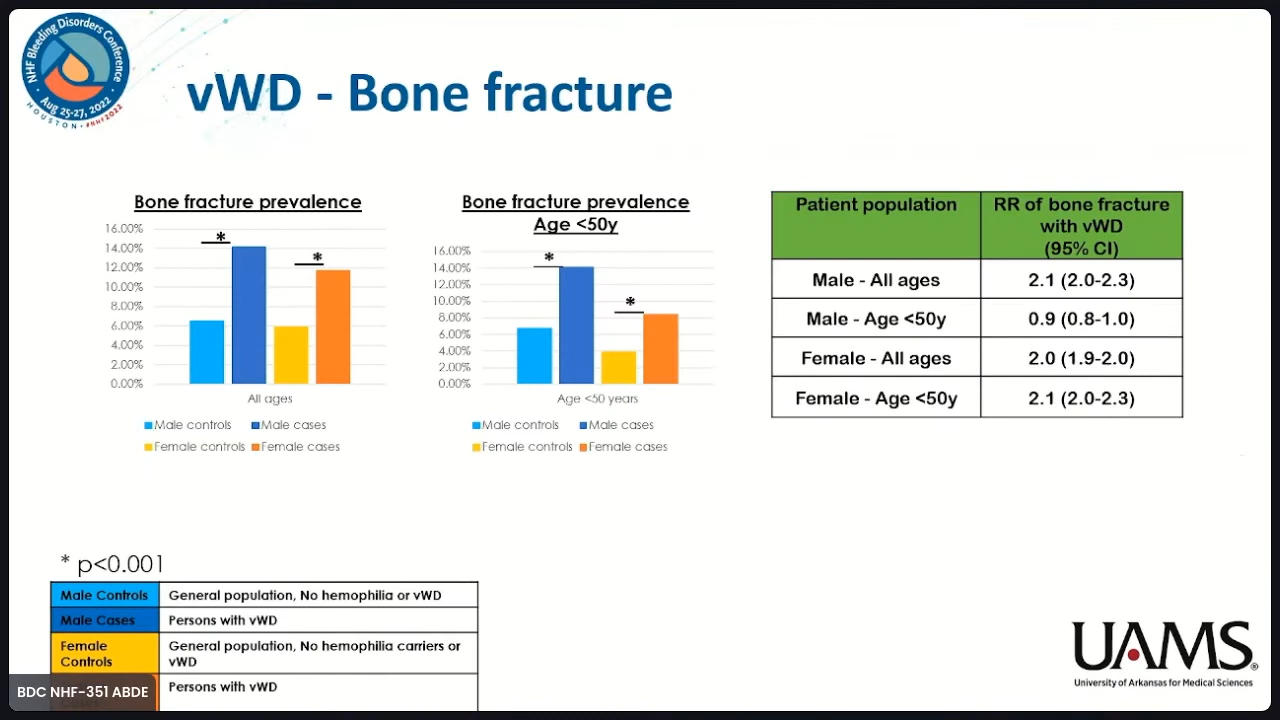 NHF Bleeding Disorders Conference
Aug 25-27, 2022
HOUSTON • #NHF2022
vWD - Bone fracture
Bone fracture prevalence
16.00%
14.00%
12.00%
10.00%
8.00%
6.00%
4.00%
2.00%
0.00%
*
*
All ages
Male controls Male cases
Female controls Female cases
Bone fracture prevalence
Age <50y
16.00%
14.00%
12.00%
10.00%
8.00%
6.00%
4.00%
2.00%
0.00%
*
*
Age <50 years
Male controls Male cases
Female controls Female cases
Patient population RR of bone fracture
with vWD
(95% CI)
Male - All ages 2.1 (2.0-2.3)
Male - Age <50y 0.9 (0.8-1.0)
Female - All ages 2.0 (1.9-2.0)
Female - Age <50y 2.1 (2.0-2.3)
* p<0.001
Male Controls General population, No hemophilia or vWD
Male Cases Persons with vWD
Female General population, No hemophilia carriers or
Controls vWD
Persons with vWD
BDC NHF-351 ABDE
UAMS®
University of Arkansas for Medical Sciences